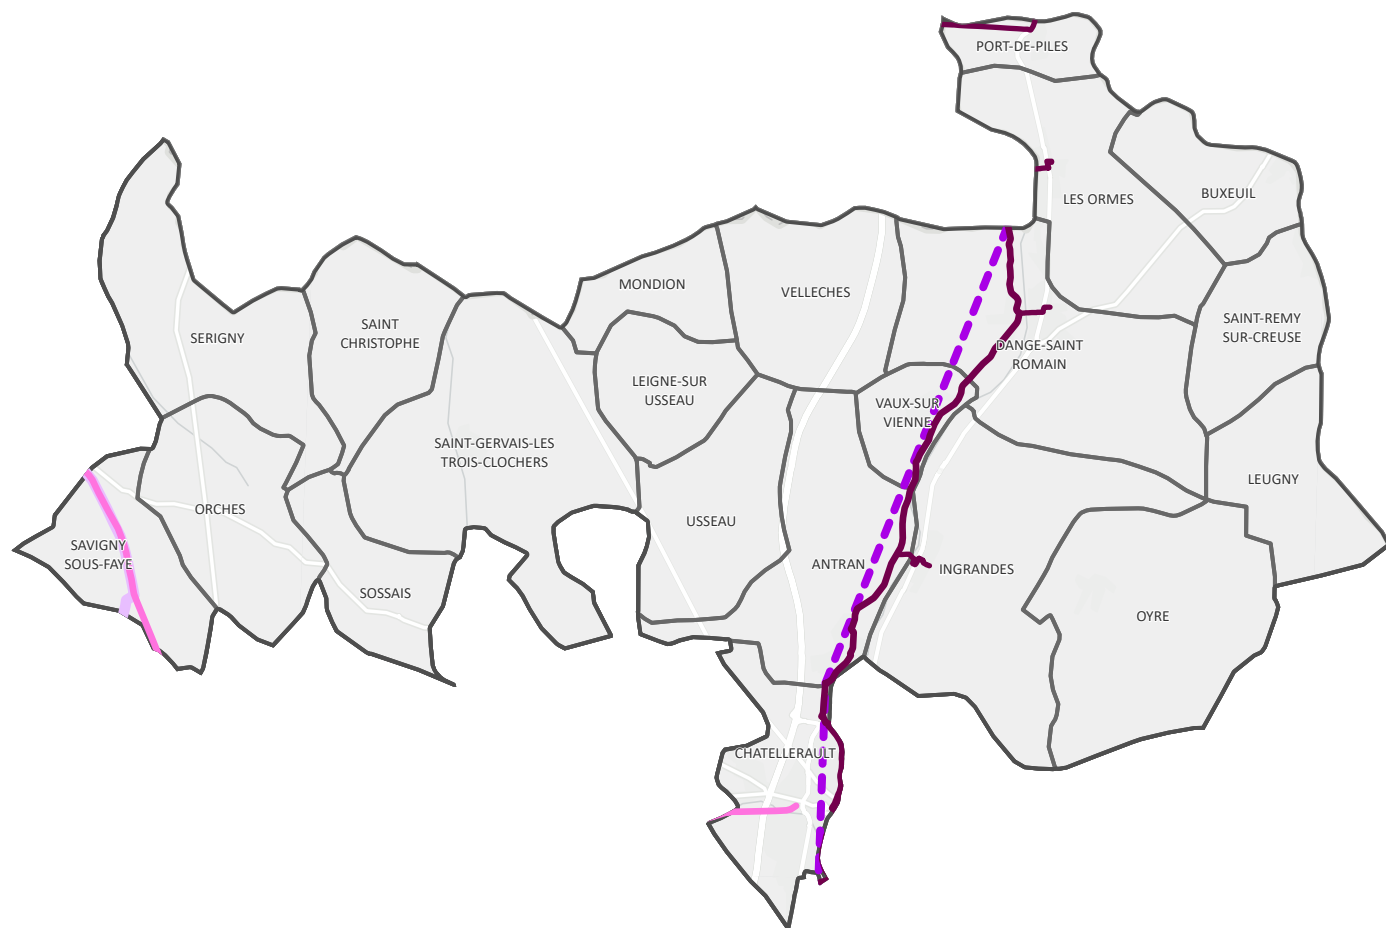 PORT-DE-PILES
LES ORMES
BUXEUIL
MONDION
VELLECHES
SERIGNY
SAINT
CHRISTOPHE
SAINT-REMY
SUR-CREUSE
DANGE-SAINT
ROMAIN
LEIGNE-SUR
USSEAU
VAUX-SUR
VIENNE
SAINT-GERVAIS-LES
TROIS-CLOCHERS
LEUGNY
ORCHES
USSEAU
SAVIGNY
SOUS-FAYE
ANTRAN
INGRANDES
SOSSAIS
OYRE
CHATELLERAULT